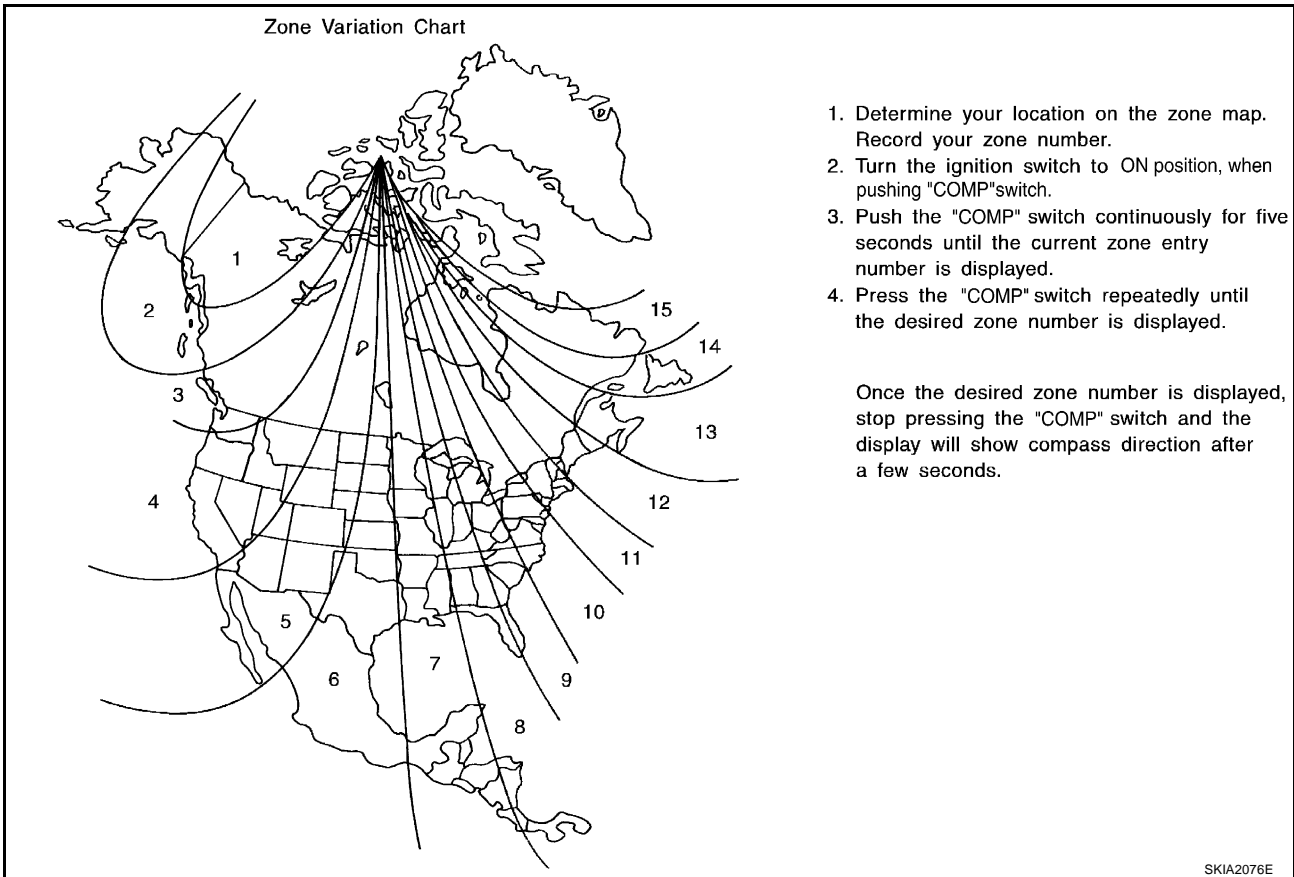 Zone Variation Chart
1. Determine your location on the zone map.
Record your zone number.
2. Turn the ignition switch to ON position, when
pushing "COMP"switch.
3. Push the "COMP" switch continuously for five
seconds until the current zone entry
number is displayed.
4. Press the "COMP" switch repeatedly until
the desired zone number is displayed.
Once the desired zone number is displayed,
stop pressing the "COMP" switch and the
display will show compass direction after
a few seconds.
1
2
15
14
3
13
4
12
11
10
5
7
6
9
8
SKIA2076E